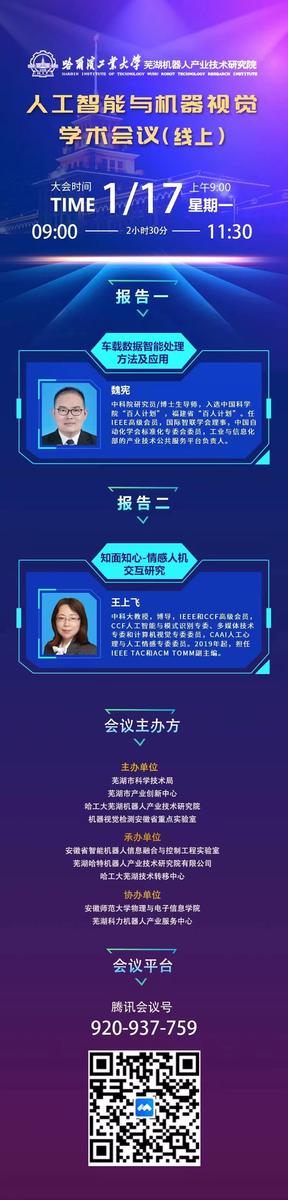 哈爾濱工業大學 芜湖机器人产业技术研究院
HARBIN INSTITUTE OF TECHNOLOGY WUHU ROBOT TECHNOLOGY RESEARCH INSTITUTE
人工智能与机器视觉
学术会议(线上)
大会时间 1/17 上午9:00
TIME 星期一
09:00 2小时30分 11:30
报告一
车载数据智能处理
方法及应用
魏宪
中科院研究员/博士生导师，入选中国科学
院“百人计划”，福建省“百人计划”。任
IEEE高级会员，国际智联学会理事，中国自
动化学会标准化专委会委员，工业与信息化
部的产业技术公共服务平台负责人。
报告二
知面知心-情感人机
交互研究
王上飞
中科大教授，博导，IEEE和CCF高级会员，
CCF人工智能与模式识别专委、多媒体技术
专委和计算机视觉专委委员，CAAI人工心
理与人工情感专委委员。2019年起，担任
IEEE TAC和ACM TOMM副主编。
会议主办方
主办单位
芜湖市科学技术局
芜湖市产业创新中心
哈工大芜湖机器人产业技术研究院
机器视觉检测安徽省重点实验室
承办单位
安徽省智能机器人信息融合与控制工程实验室
芜湖哈特机器人产业技术研究院有限公司
哈工大芜湖技术转移中心
协办单位
安徽师范大学物理与电子信息学院
芜湖科力机器人产业服务中心
会议平台
腾讯会议号
920-937-759